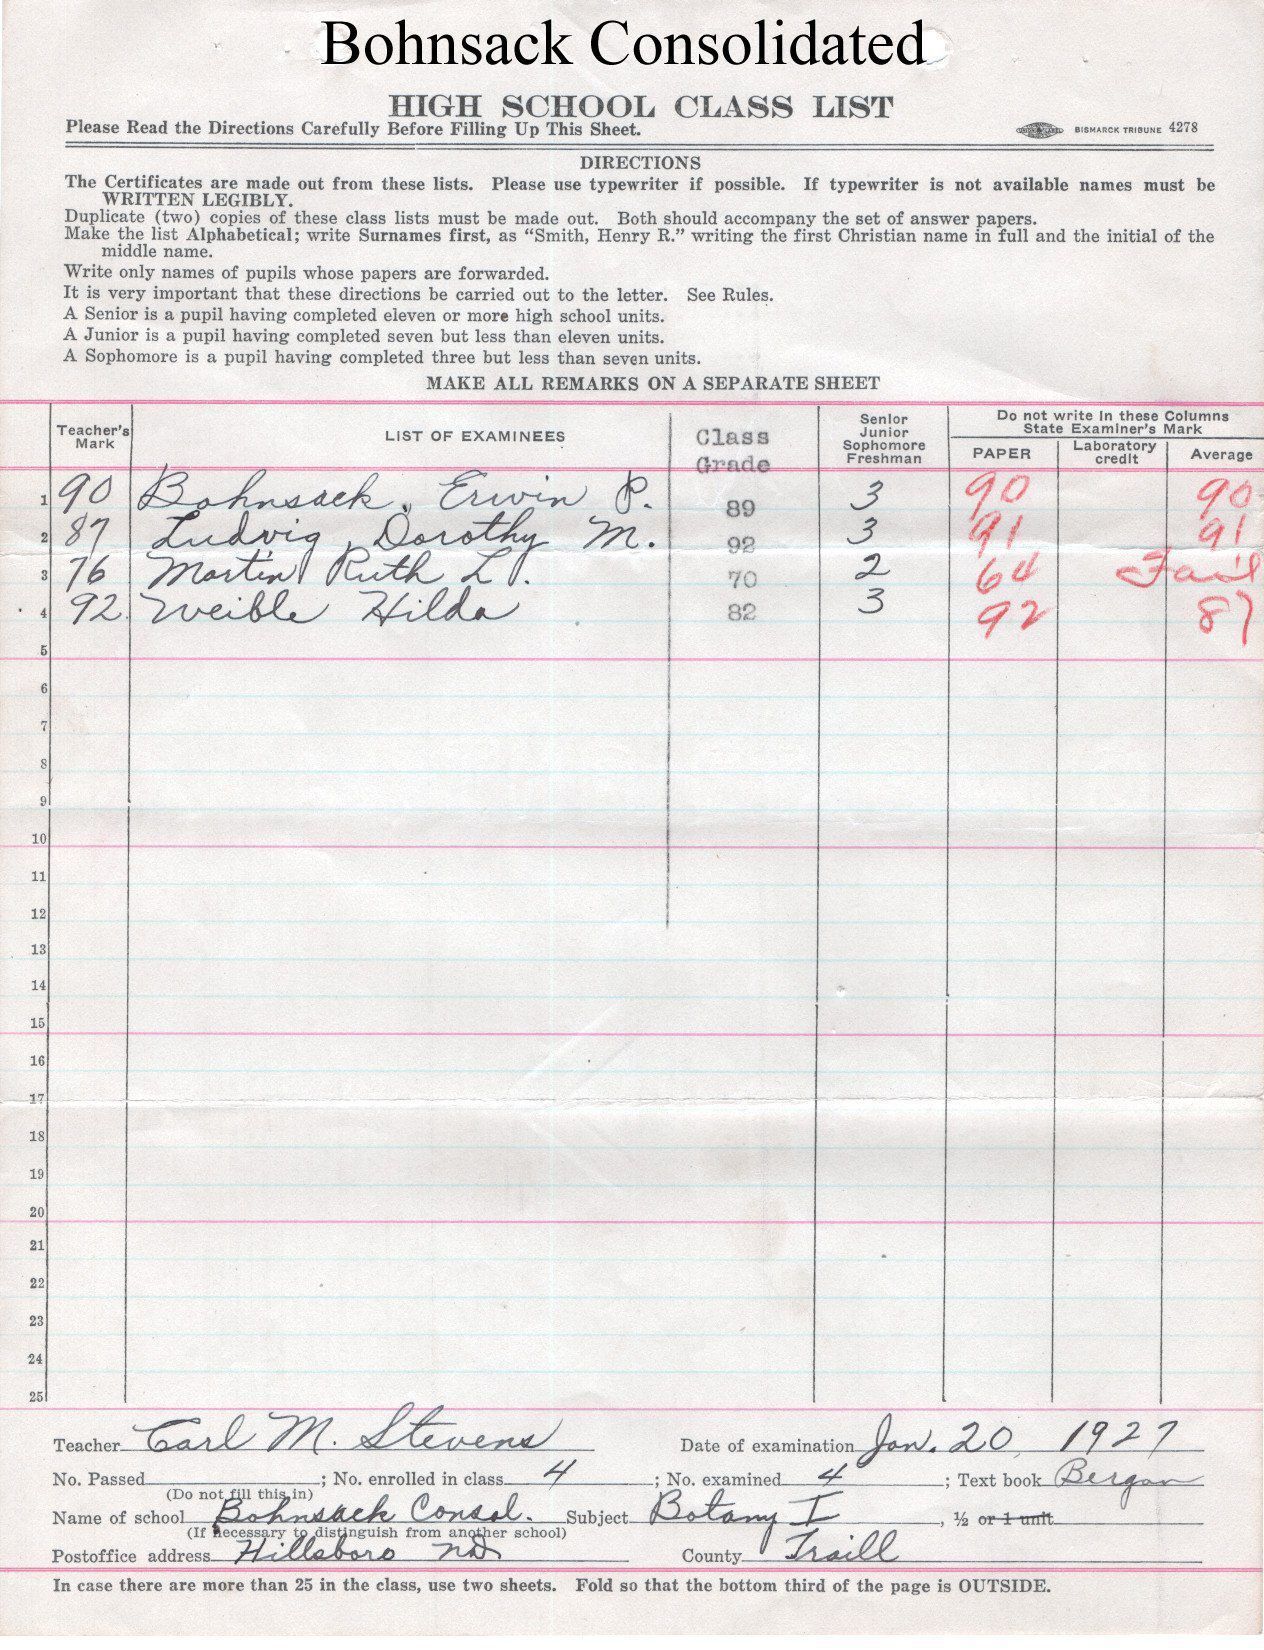 Bohnsack Consolidated
HIGH SCHOOL CLASS LIST
Please Read the Directions Carefully Before Filling Up This Sheet.
BISMARCK TRIBUNE 4278
DIRECTIONS
The Certificates are made out from these lists. Please use typewriter if possible. If typewriter is not available names must be
WRITTEN LEGIBLY.
Duplicate (two) copies of these class lists must be made out. Both should accompany the set of answer papers.
Make the list Alphabetical; write Surnames first, as “Smith, Henry R.” writing the first Christian name in full and the initial of the
middle name.
Write only names of pupils whose papers are forwarded.
It is very important that these directions be carried out to the letter. See Rules.
A Senior is a pupil having completed eleven or more high school units.
A Junior is a pupil having completed seven but less than eleven units.
A Sophomore is a pupil having completed three but less than seven units.
MAKE ALL REMARKS ON A SEPARATE SHEET
Teacher's Mark
LIST OF EXAMINEES
Class Grade
Senior Junior Sophomore Freshman
Do not write in these Columns
State Examiner's Mark
PAPER Laboratory credit Average
1 90 Bohnsack, Erwin P. 89 3 90 90
2 87 Ludvig, Dorothy M. 92 3 91 91
3 76 Martin, Ruth L. 70 2 64 Fail
4 92 Weible Hilda 82 3 92 87
5
6
7
8
9
10
11
12
13
14
15
16
17
18
19
20
21
22
23
24
25
Teacher Carl M. Stevens Date of examination Jan. 20, 1927
No. Passed ; No. enrolled in class 4 ; No. examined 4 ; Text book Bergan
(Do not fill this in)
Name of school Bohnsack Consol. Subject Botany I , ½ or 1 unit
(If necessary to distinguish from another school)
Postoffice address Hillsboro ND County Traill
In case there are more than 25 in the class, use two sheets. Fold so that the bottom third of the page is OUTSIDE.